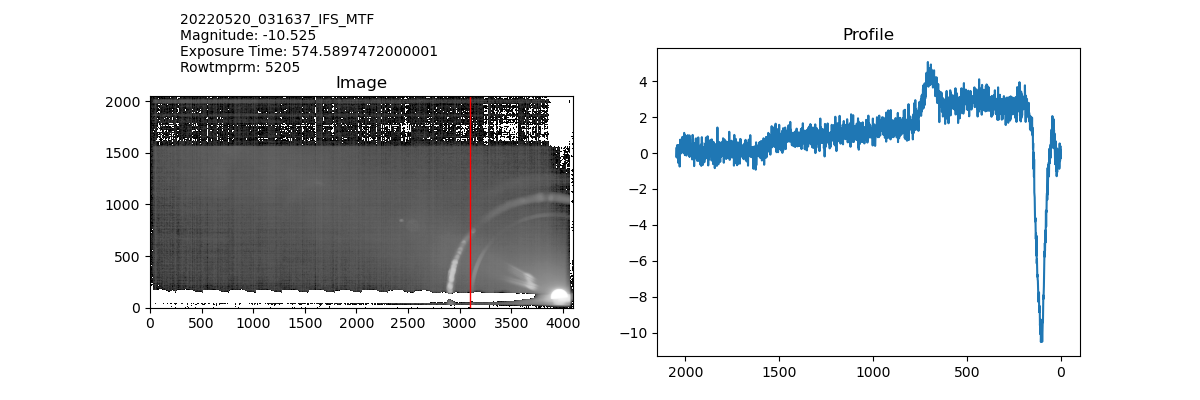 20220520_031637_IFS_MTF
Magnitude: -10.525
Exposure Time: 574.5897472000001
Rowtmprm: 5205
Image
2000
1500
1000
500
0
0 500 1000 1500 2000 2500 3000 3500 4000
Profile
4
2
0
−2
−4
−6
−8
−10
2000 1500 1000 500 0